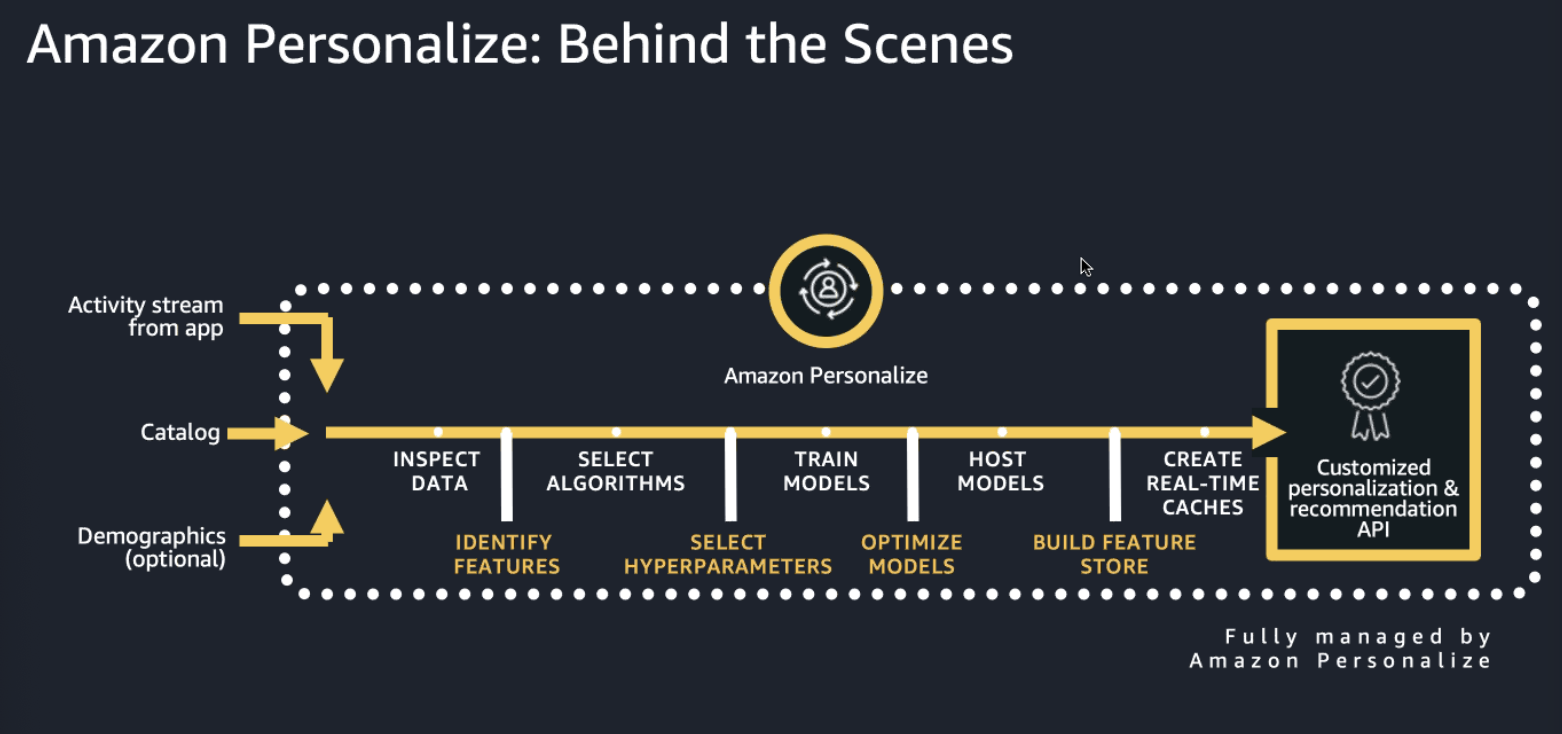 Amazon Personalize: Behind the Scenes
Activity stream
from app
Amazon Personalize
Catalog
Demographics
(optional)
INSPECT
DATA
IDENTIFY
FEATURES
SELECT
ALGORITHMS
SELECT
HYPERPARAMETERS
TRAIN
MODELS
OPTIMIZE
MODELS
HOST
MODELS
BUILD FEATURE
STORE
CREATE
REAL-TIME
CACHES
Customized
personalization &
recommendation
API
Fully managed by
Amazon Personalize